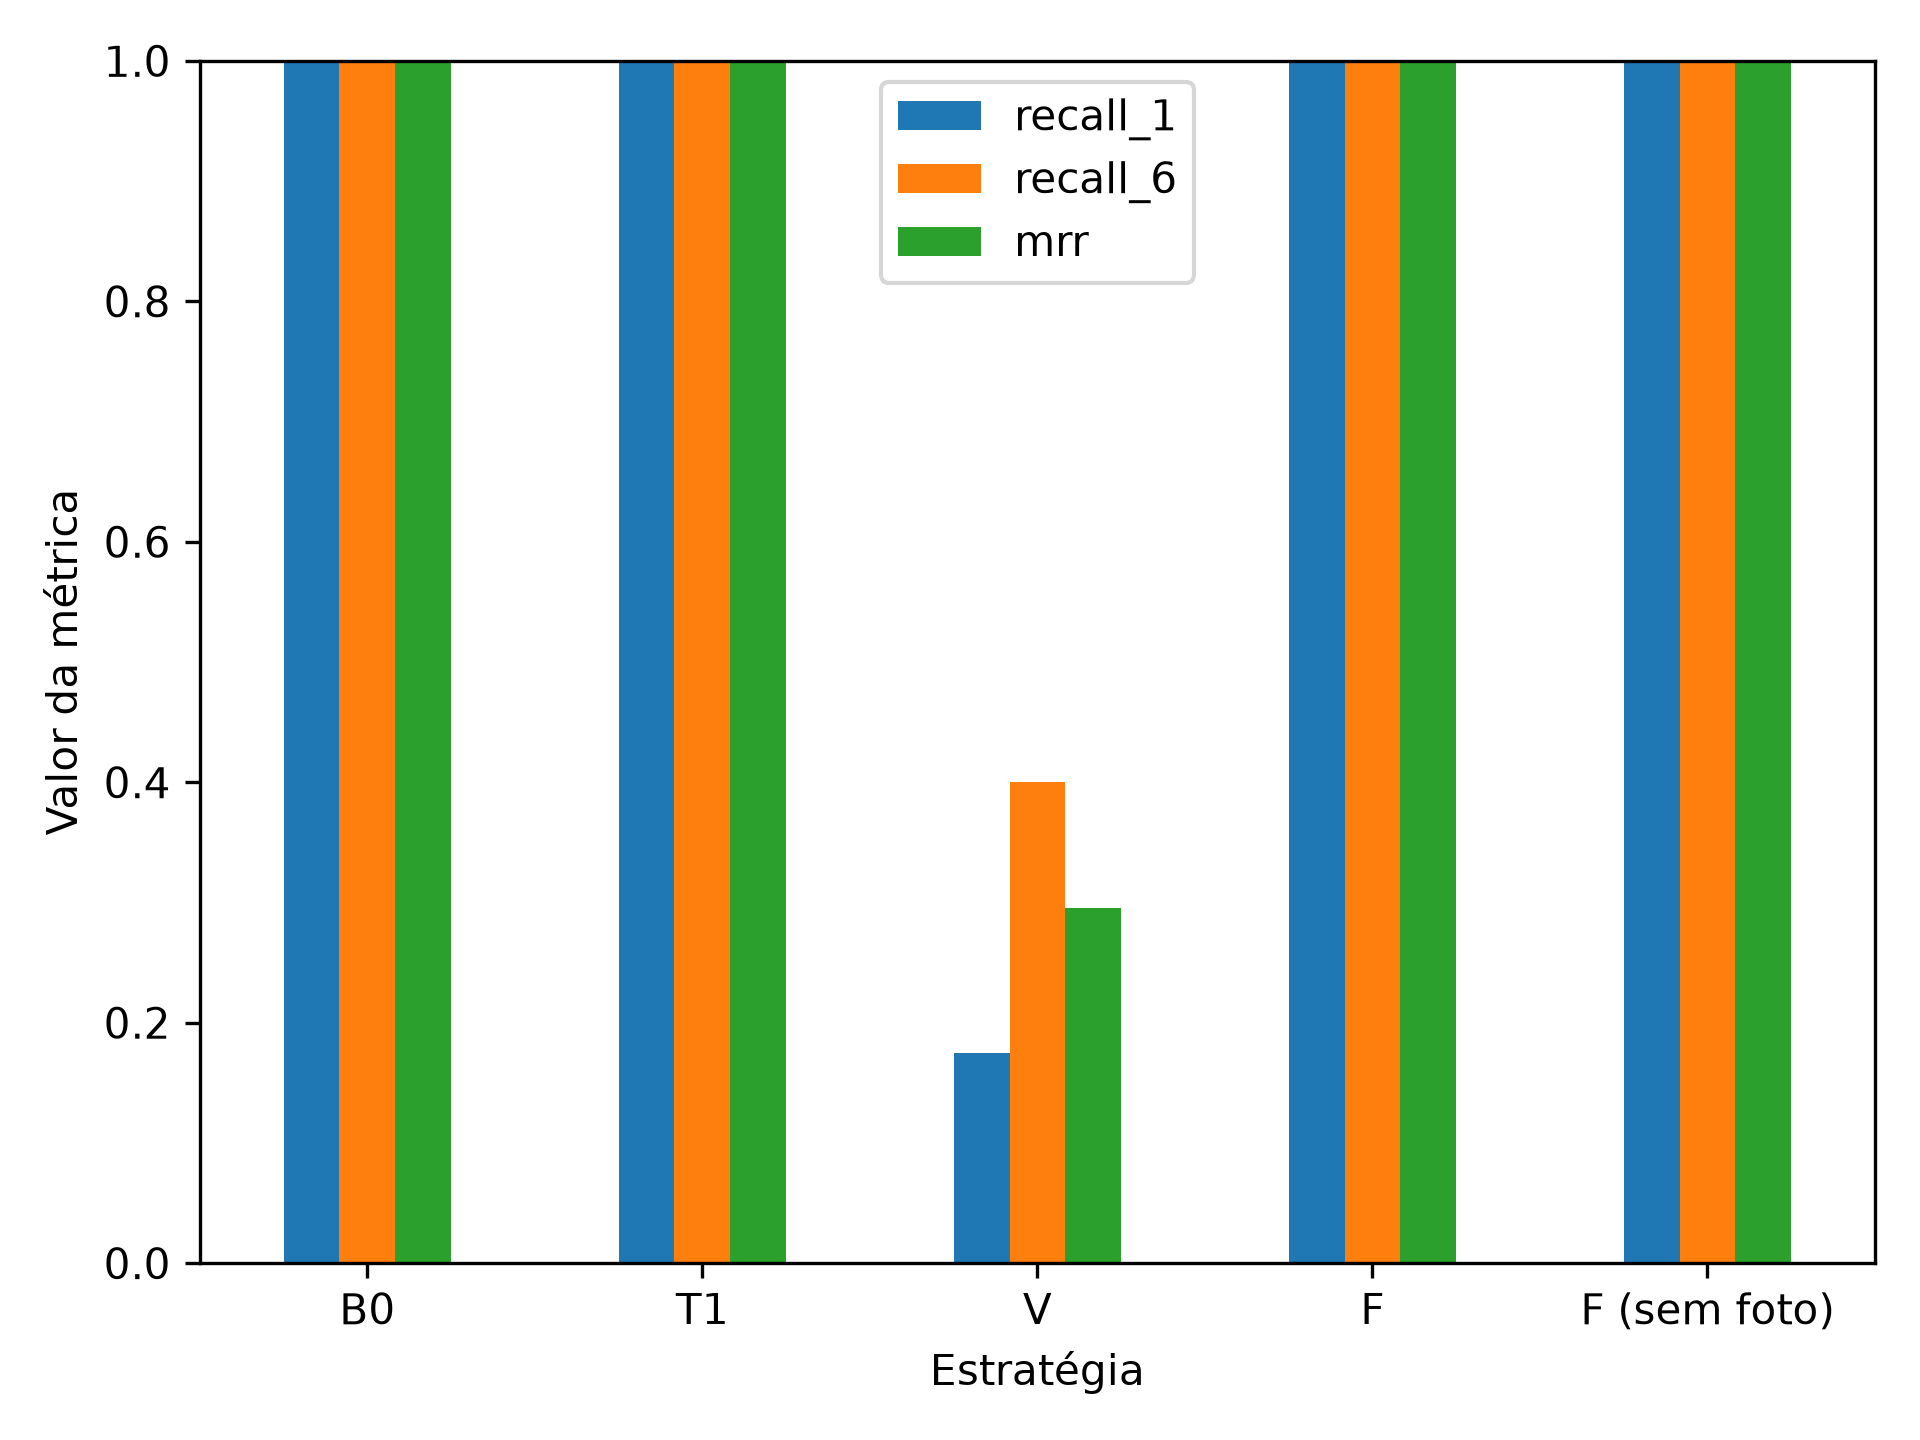 1.0
0.8
0.6
0.4
0.2
0.0
Valor da métrica
recall_1
recall_6
mrr
B0
T1
V
F
F (sem foto)
Estratégia